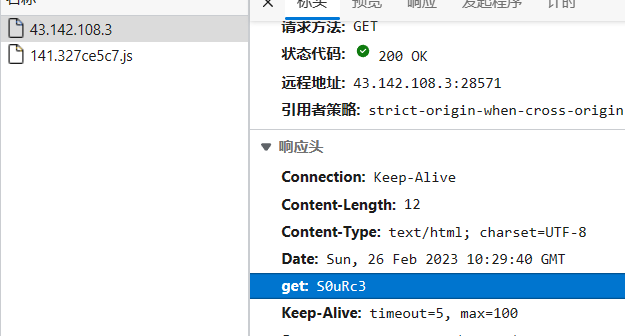 名称
标头 预览 响应 发起程序 计时
43.142.108.3
141.327ce5c7.js
请求方法: GET
状态代码: 200 OK
远程地址: 43.142.108.3:28571
引用者策略: strict-origin-when-cross-origin
响应头
Connection: Keep-Alive
Content-Length: 12
Content-Type: text/html; charset=UTF-8
Date: Sun, 26 Feb 2023 10:29:40 GMT
get: S0uRc3
Keep-Alive: timeout=5, max=100